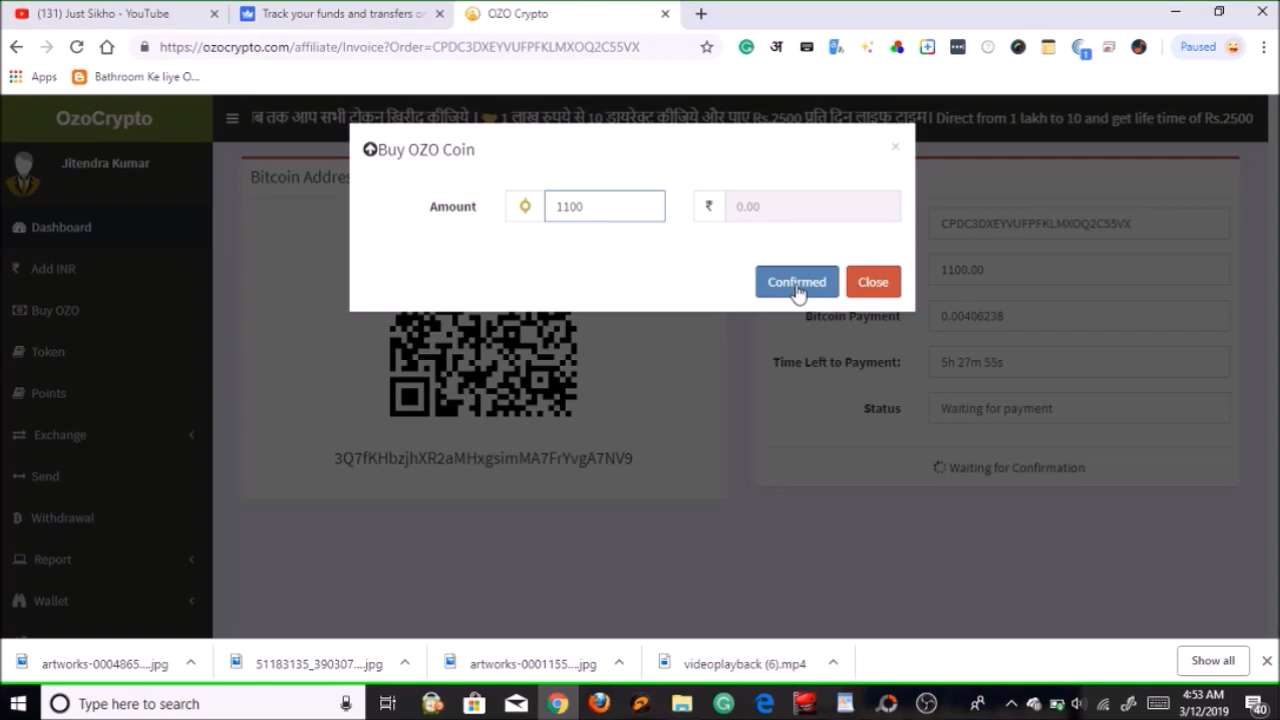 (131) Just Sikho - YouTube
Track your funds and transfers o
OZO Crypto
https://ozocrypto.com/affiliate/Invoice?Order=CPDC3DXEYVUFPFKLMXOQ2C55VX
अ
1
Paused
Apps
Bathroom Ke liye O...
OzoCrypto
ब तक आप सभी टोकन खिरीद कीजिये । 1 लाख रुपये से 10 डायरेक्ट कीजिये और पाए Rs.2500 प्रति दिन लाइफ टाइम। Direct from 1 lakh to 10 and get life time of Rs.2500
Jitendra Kumar
Buy OZO Coin
×
Bitcoin Addre
Amount
1100
₹
0.00
CPDC3DXEYVUFPFKLMXOQ2C55VX
Dashboard
₹ Add INR
1100.00
Confirmed
Close
Buy OZO
Bitcoin Payment
0.00406238
Token
Time Left to Payment:
5h 27m 55s
Points
Status
Waiting for payment
Exchange
3Q7fKHbzjhXR2aMHxgsimMA7FrYvgA7NV9
Waiting for Confirmation
Send
Withdrawal
Report
Wallet
artworks-0004865....jpg
51183135_390307....jpg
artworks-0001155....jpg
videoplayback (6).mp4
Show all
Type here to search
4:53 AM
3/12/2019
40